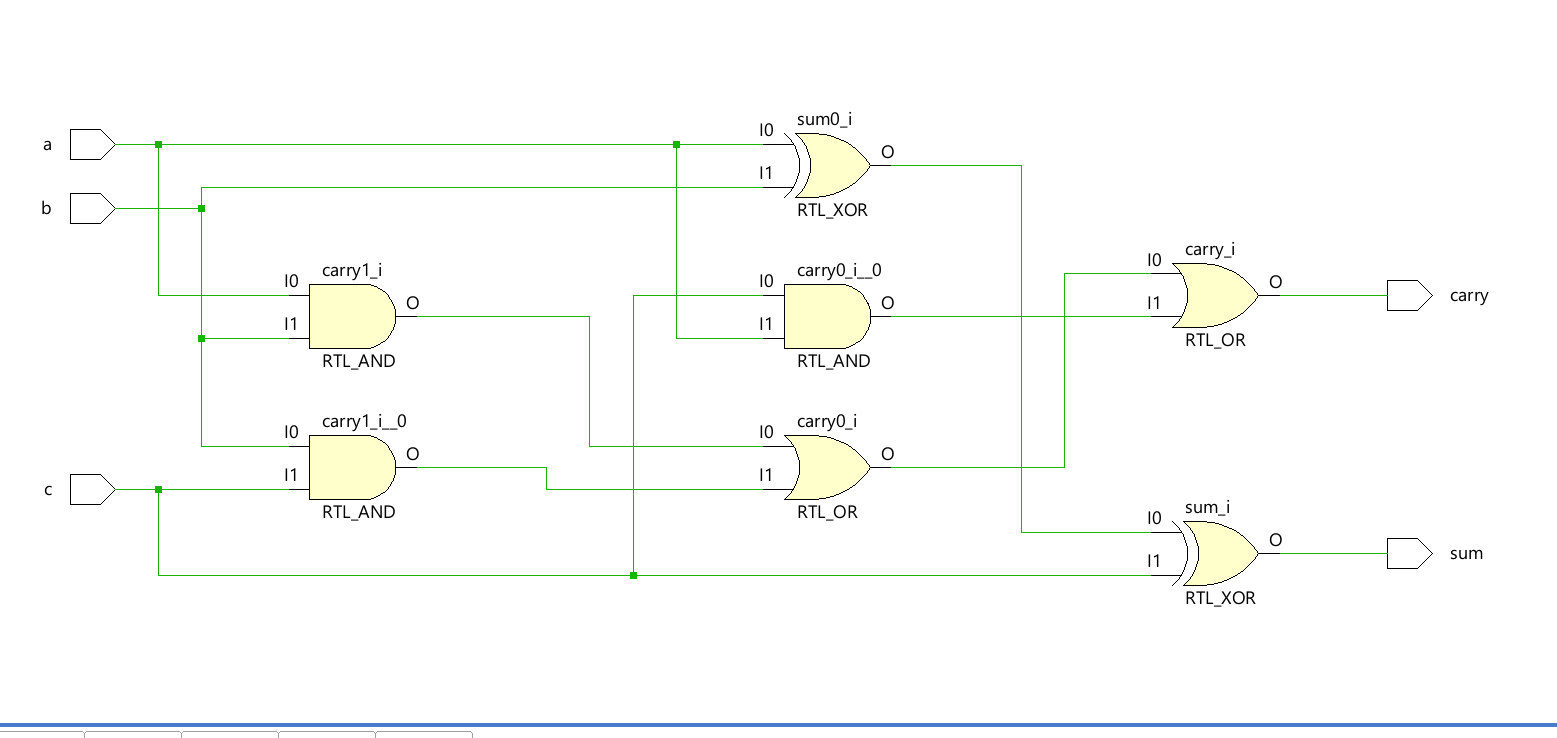 sum0_i
a
I0
O
I1
b
RTL_XOR
carry_i
I0
carry1_i
carry0_i__0
I0
O
I0
O
O
carry
I1
I1
I1
RTL_OR
RTL_AND
RTL_AND
carry1_i__0
carry0_i
I0
O
I0
O
c
I1
I1
RTL_AND
RTL_OR
sum_i
I0
O
sum
I1
RTL_XOR